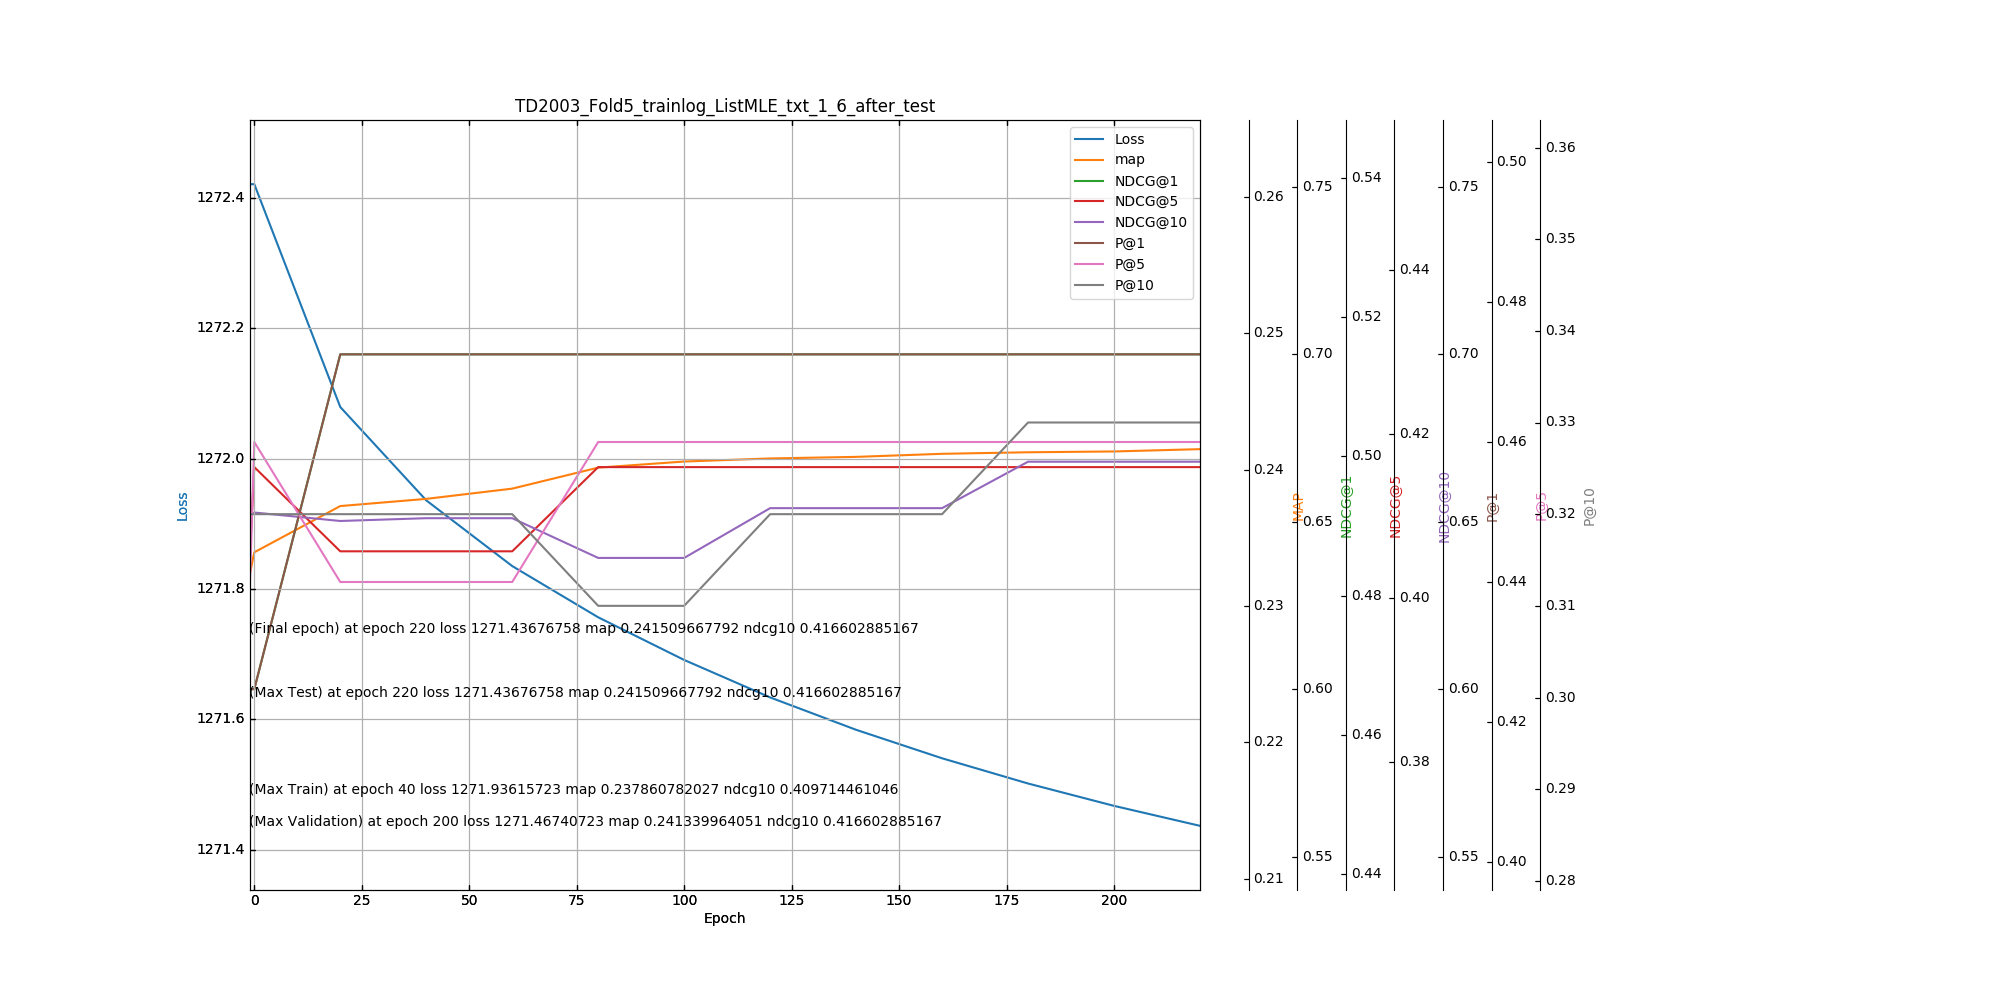 TD2003_Fold5_trainlog_ListMLE_txt_1_6_after_test
Loss
map
NDCG@1
NDCG@5
NDCG@10
P@1
P@5
P@10
1272.4
1272.2
1272.0
1271.8
1271.6
1271.4
Loss
(Final epoch) at epoch 220 loss 1271.43676758 map 0.241509667792 ndcg10 0.416602885167
(Max Test) at epoch 220 loss 1271.43676758 map 0.241509667792 ndcg10 0.416602885167
(Max Train) at epoch 40 loss 1271.93615723 map 0.237860782027 ndcg10 0.409714461046
(Max Validation) at epoch 200 loss 1271.46740723 map 0.241339964051 ndcg10 0.416602885167
0 25 50 75 100 125 150 175 200
Epoch
0.26
0.25
0.24
0.23
0.22
0.21
MAP
0.75
0.70
0.65
0.60
0.55
NDCG@1
0.54
0.52
0.50
0.48
0.46
0.44
NDCG@5
0.44
0.42
0.40
0.38
NDCG@10
0.75
0.70
0.65
0.60
0.55
P@1
0.50
0.48
0.46
0.44
0.42
0.40
P@5
0.36
0.35
0.34
0.33
0.32
0.31
0.30
0.29
0.28
P@10